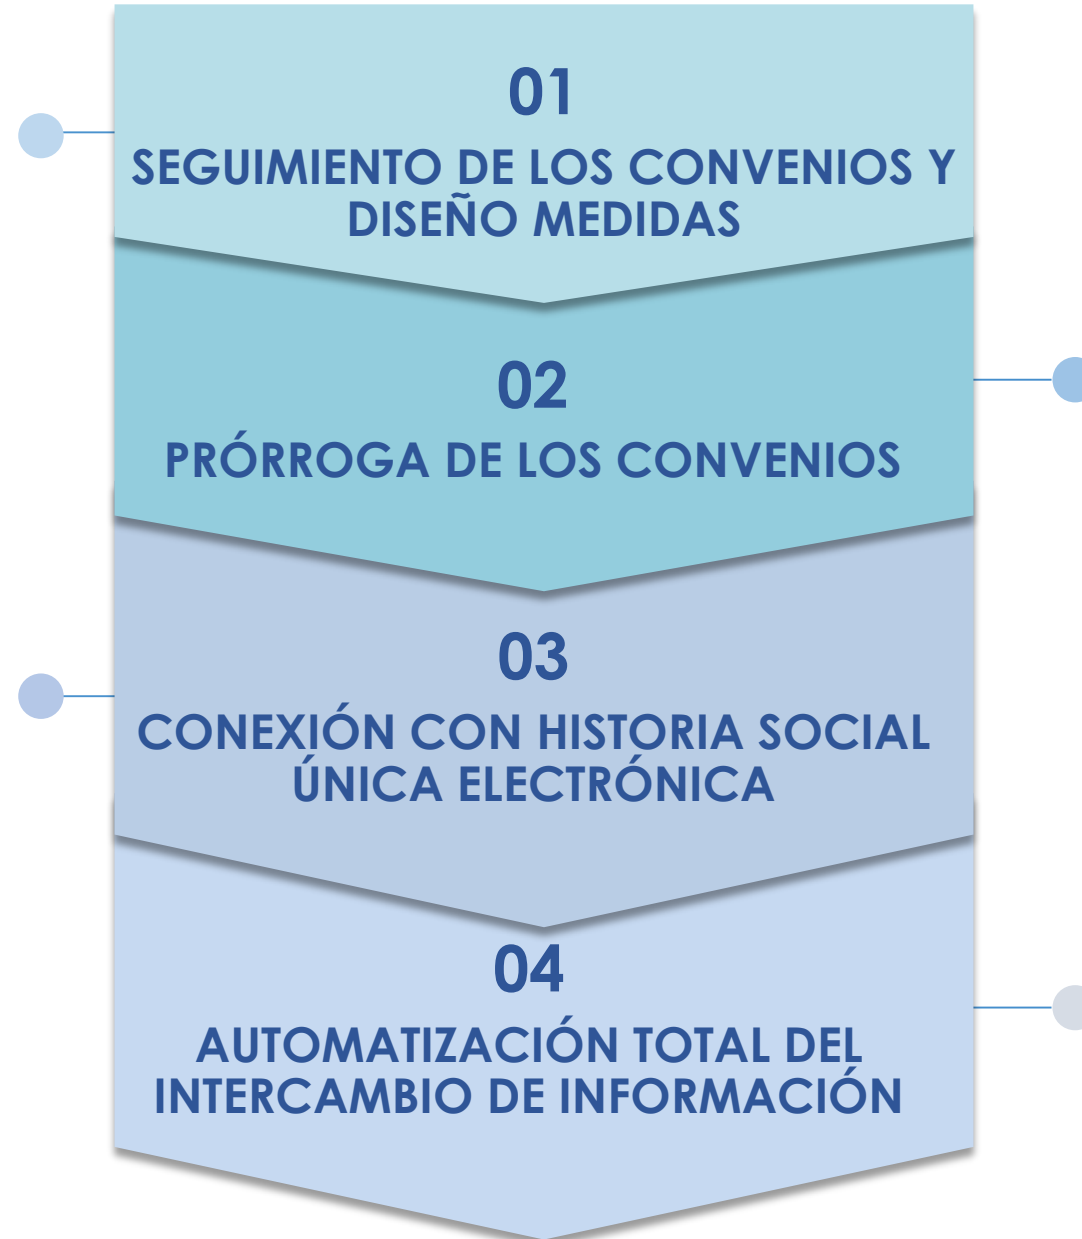 01
SEGUIMIENTO DE LOS CONVENIOS Y
DISEÑO MEDIDAS
02
PRÓRROGA DE LOS CONVENIOS
03
CONEXIÓN CON HISTORIA SOCIAL
ÚNICA ELECTRÓNICA
04
AUTOMATIZACIÓN TOTAL DEL
INTERCAMBIO DE INFORMACIÓN